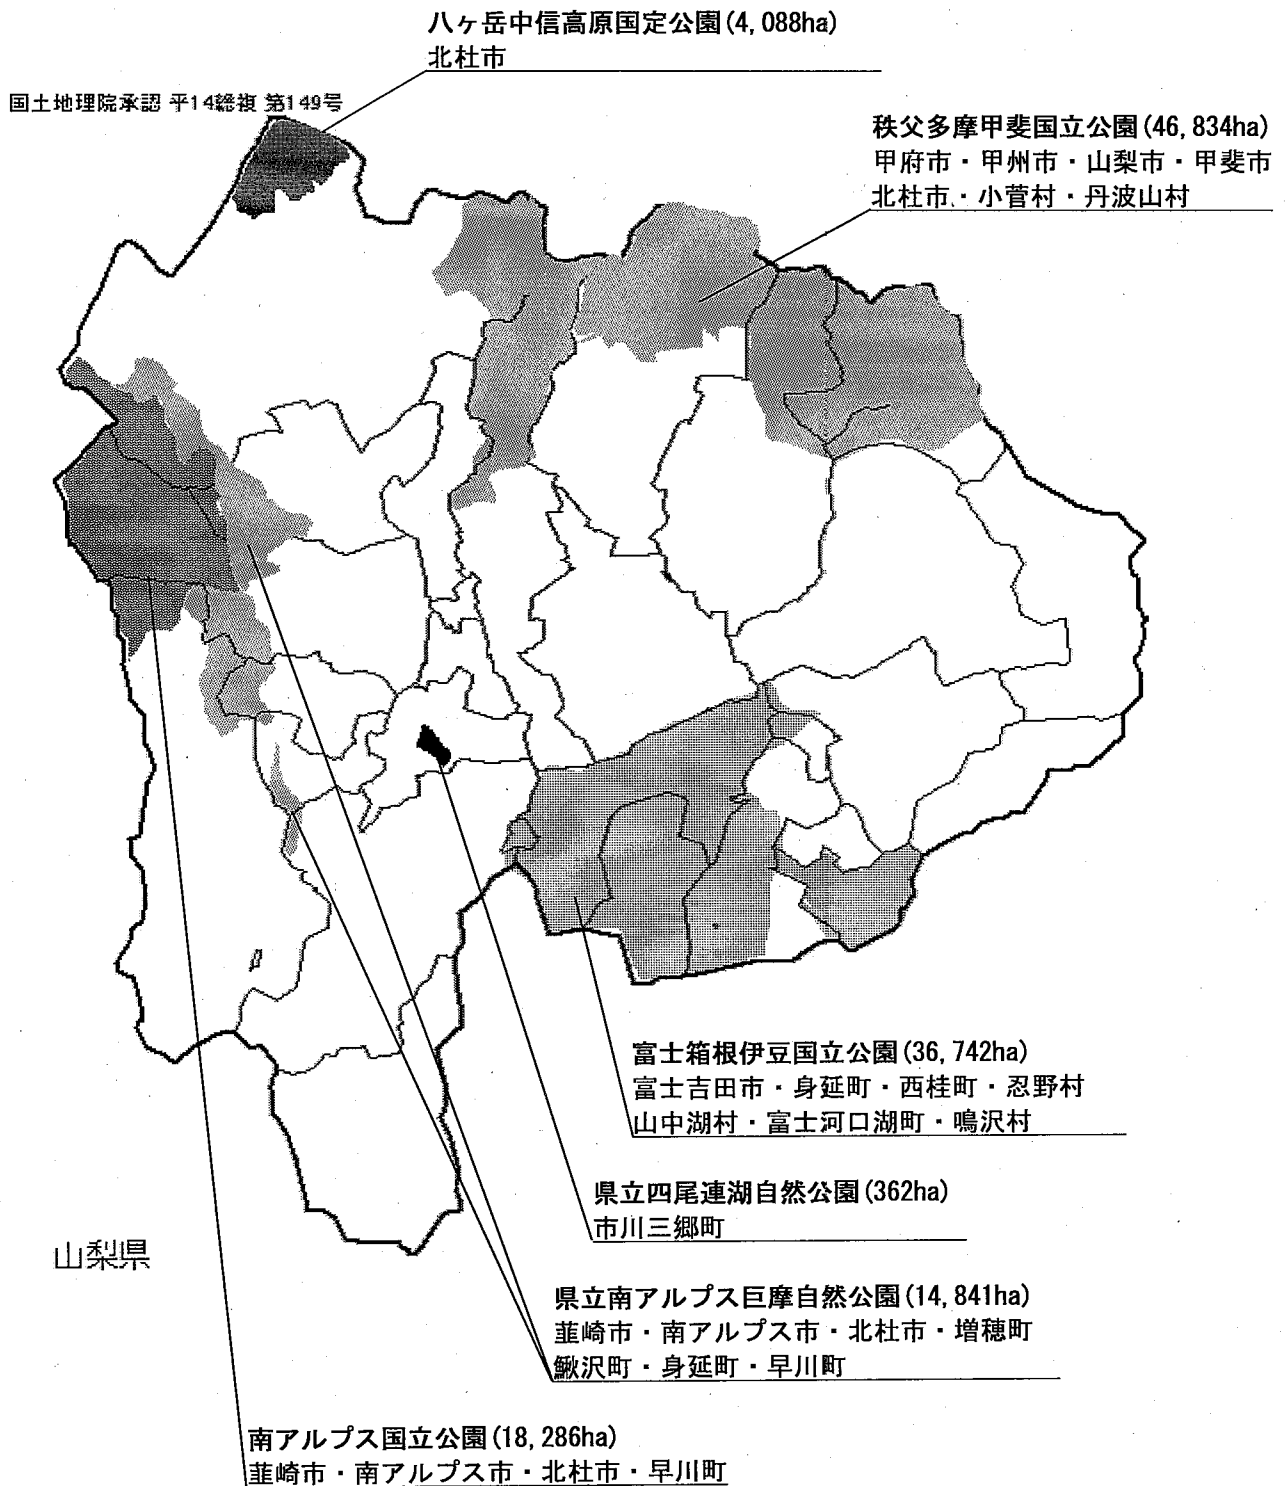 八ヶ岳中信高原国定公園(4,088ha)
北杜市
国土地理院承認 平14総複 第149号
秩父多摩甲斐国立公園(46,834ha)
甲府市・甲州市・山梨市・甲斐市
北杜市・小菅村・丹波山村
富士箱根伊豆国立公園(36,742ha)
富士吉田市・身延町・西桂町・忍野村
山中湖村・富士河口湖町・鳴沢村
県立四尾連湖自然公園(362ha)
市川三郷町
山梨県
県立南アルプス巨摩自然公園(14,841ha)
韮崎市・南アルプス市・北杜市・増穂町
鰍沢町・身延町・早川町
南アルプス国立公園(18,286ha)
韮崎市・南アルプス市・北杜市・早川町